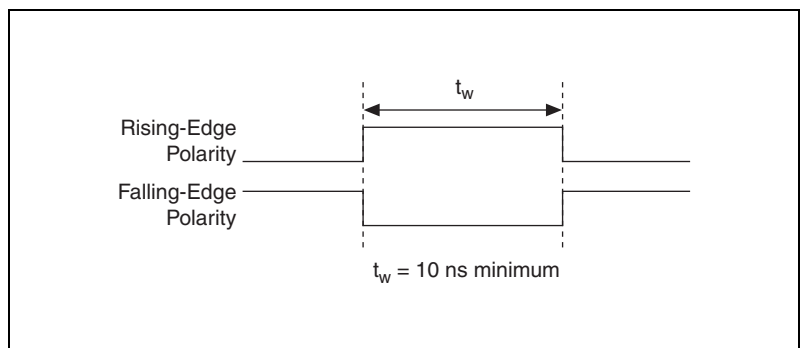 t_w
Rising-Edge
Polarity
Falling-Edge
Polarity
t_w = 10 ns minimum